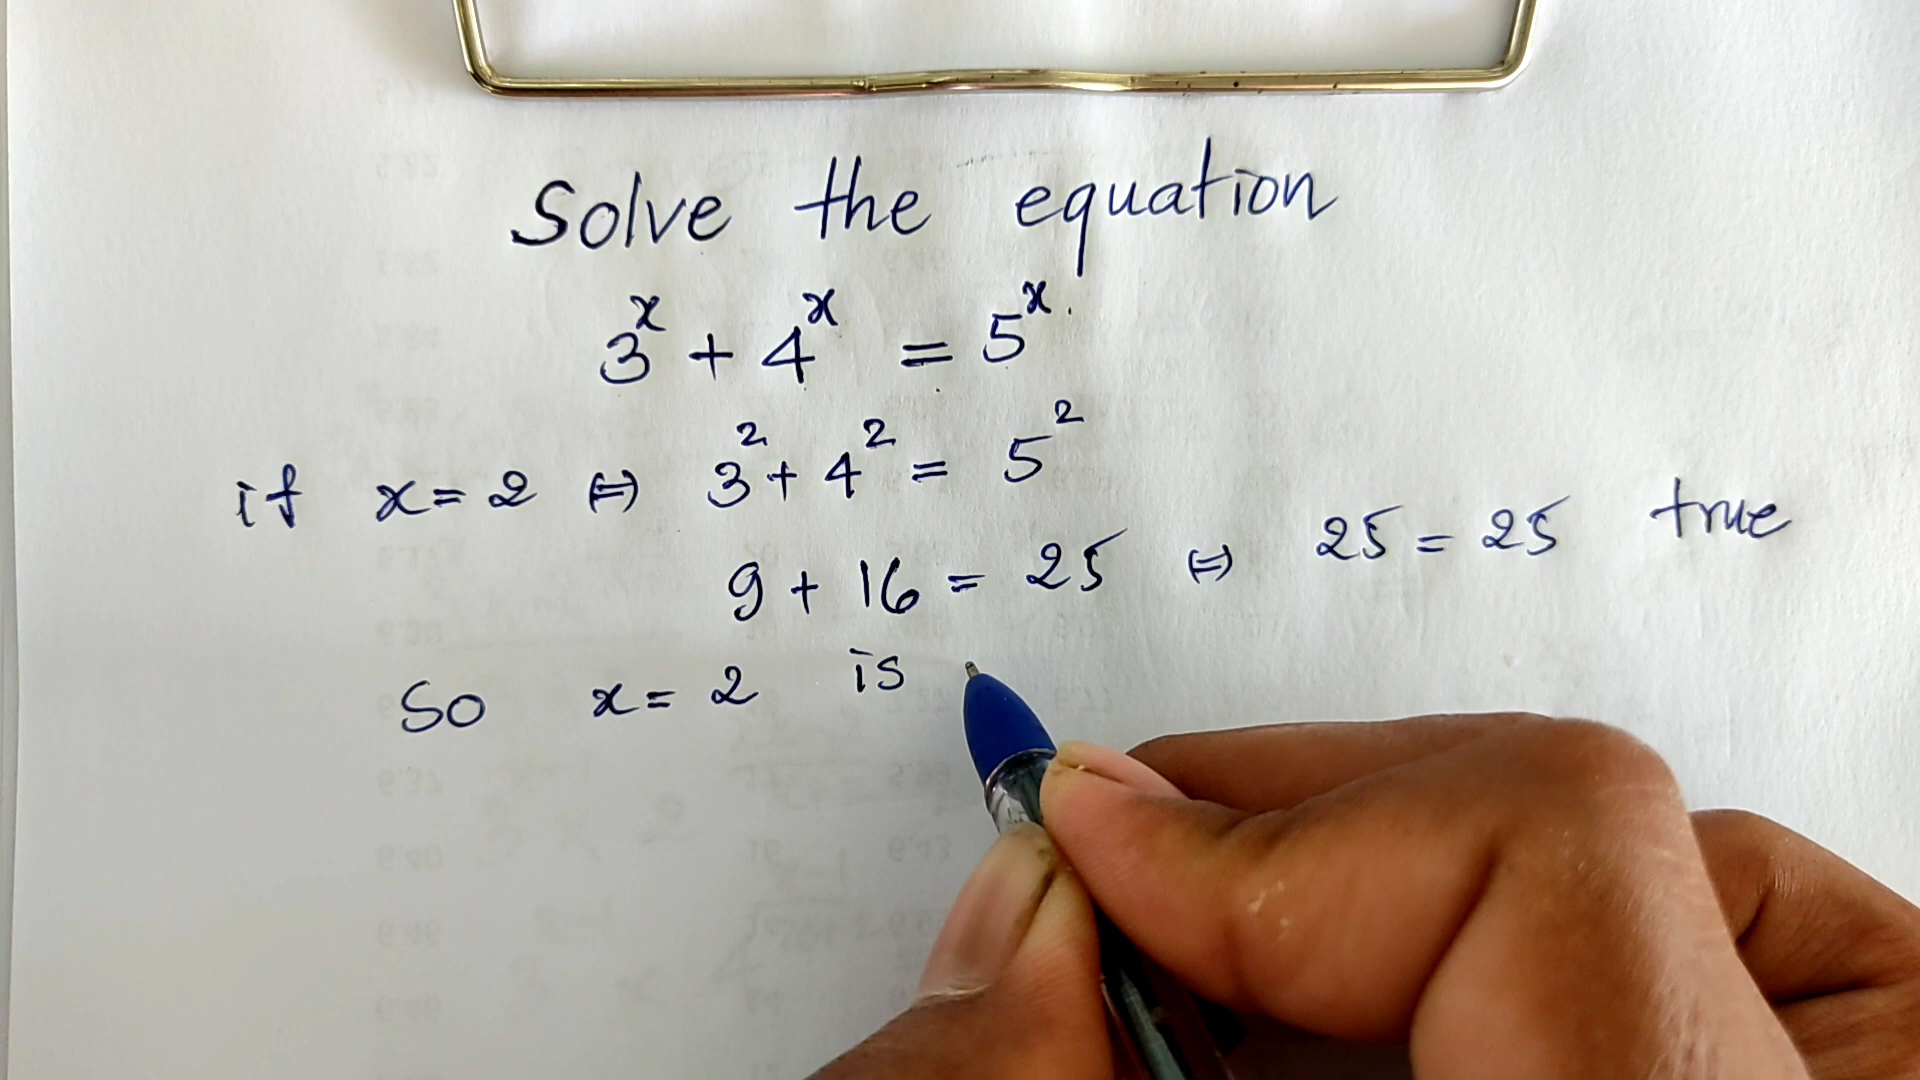 Solve the equation
3^x + 4^x = 5^x.
if x = 2 ⇔ 3^2 + 4^2 = 5^2
9 + 16 = 25 ⇔ 25 = 25 true
So x = 2 is